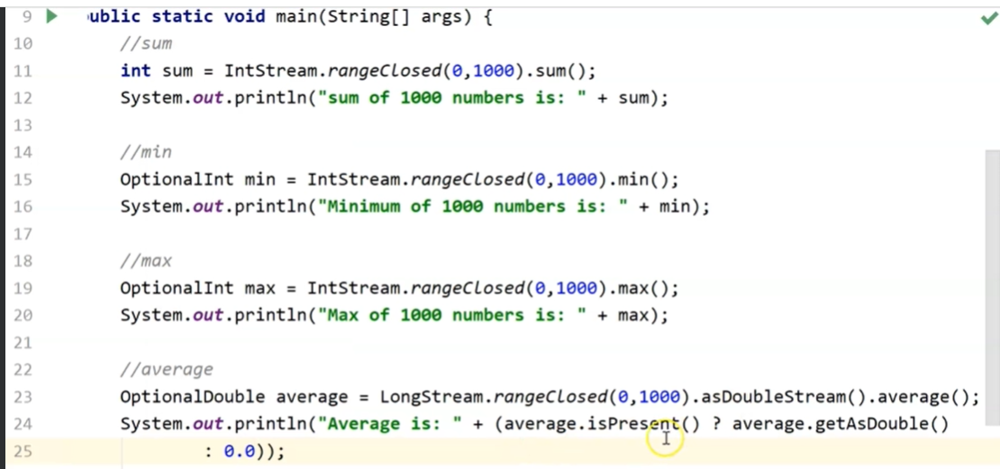 9 ublic static void main(String[] args) {
10 //sum
11 int sum = IntStream.rangeClosed(0,1000).sum();
12 System.out.println("sum of 1000 numbers is: " + sum);
13
14 //min
15 OptionalInt min = IntStream.rangeClosed(0,1000).min();
16 System.out.println("Minimum of 1000 numbers is: " + min);
17
18 //max
19 OptionalInt max = IntStream.rangeClosed(0,1000).max();
20 System.out.println("Max of 1000 numbers is: " + max);
21
22 //average
23 OptionalDouble average = LongStream.rangeClosed(0,1000).asDoubleStream().average();
24 System.out.println("Average is: " + (average.isPresent() ? average.getAsDouble()
25 : 0.0));